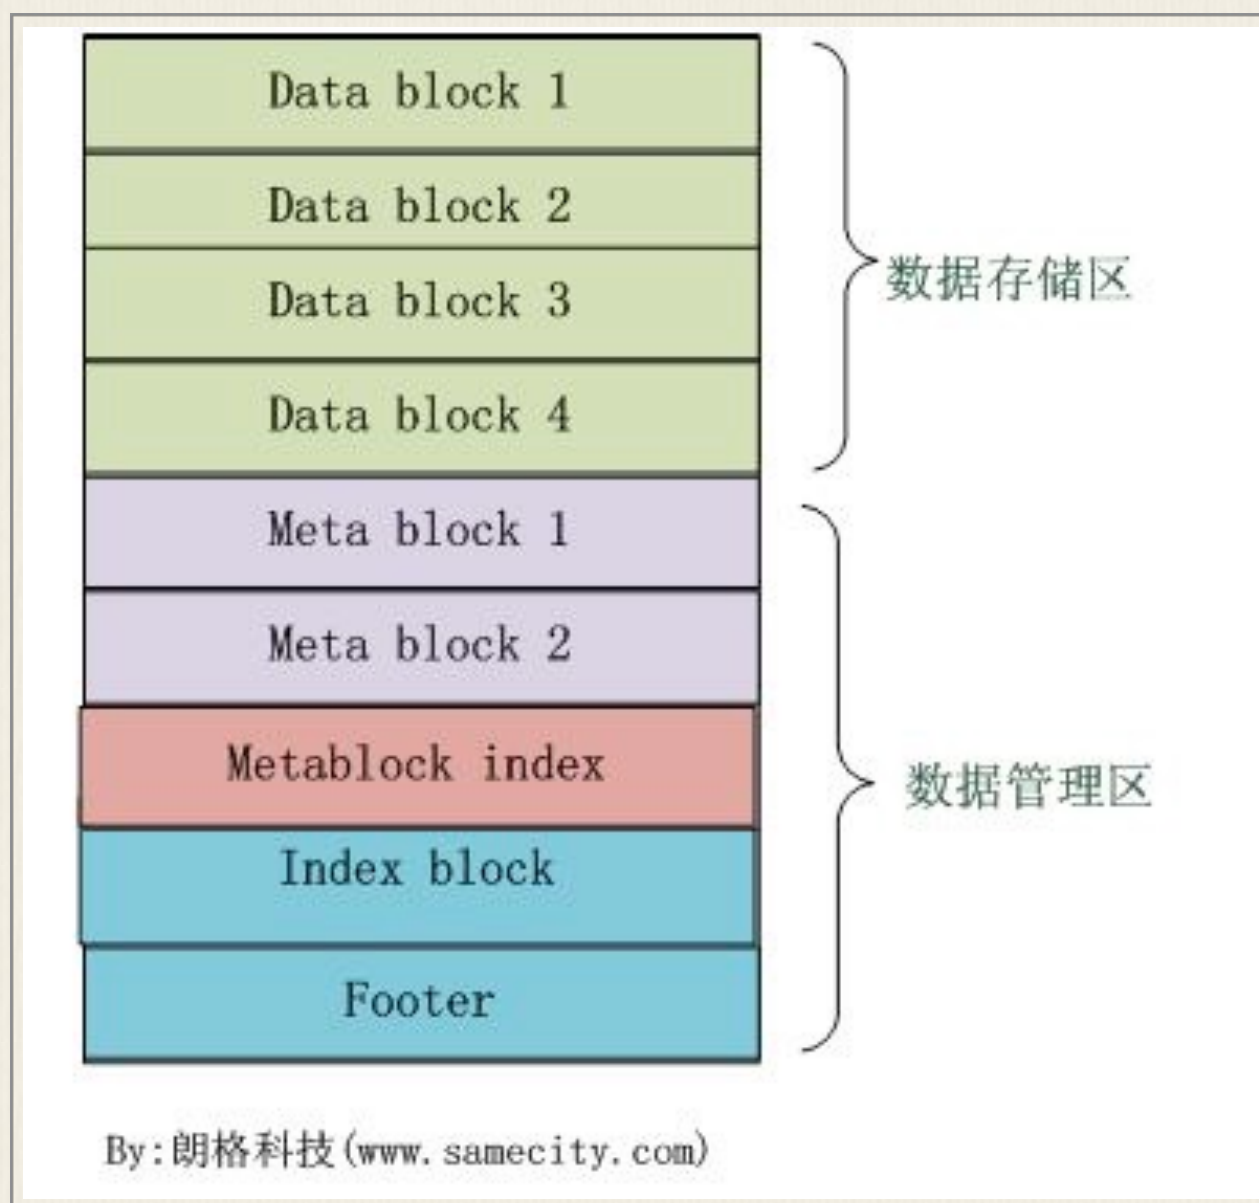 Data block 1
Data block 2
数据存储区
Data block 3
Data block 4
Meta block 1
Meta block 2
Metablock index
数据管理区
Index block
Footer
By:朗格科技(www.samecity.com)